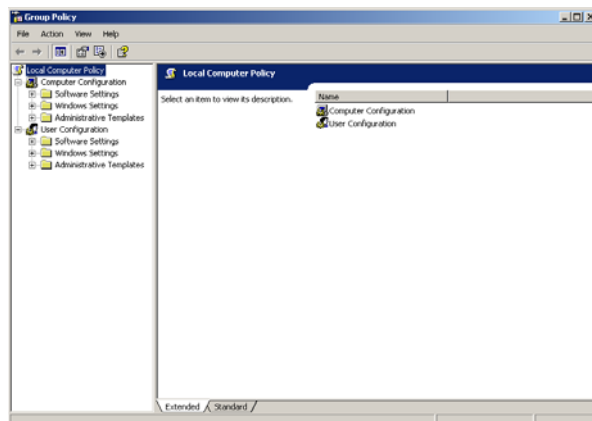 Group Policy
File Action View Help
Local Computer Policy
Computer Configuration
Software Settings
Windows Settings
Administrative Templates
User Configuration
Software Settings
Windows Settings
Administrative Templates
Local Computer Policy
Select an item to view its description.
Name
Computer Configuration
User Configuration
Extended Standard